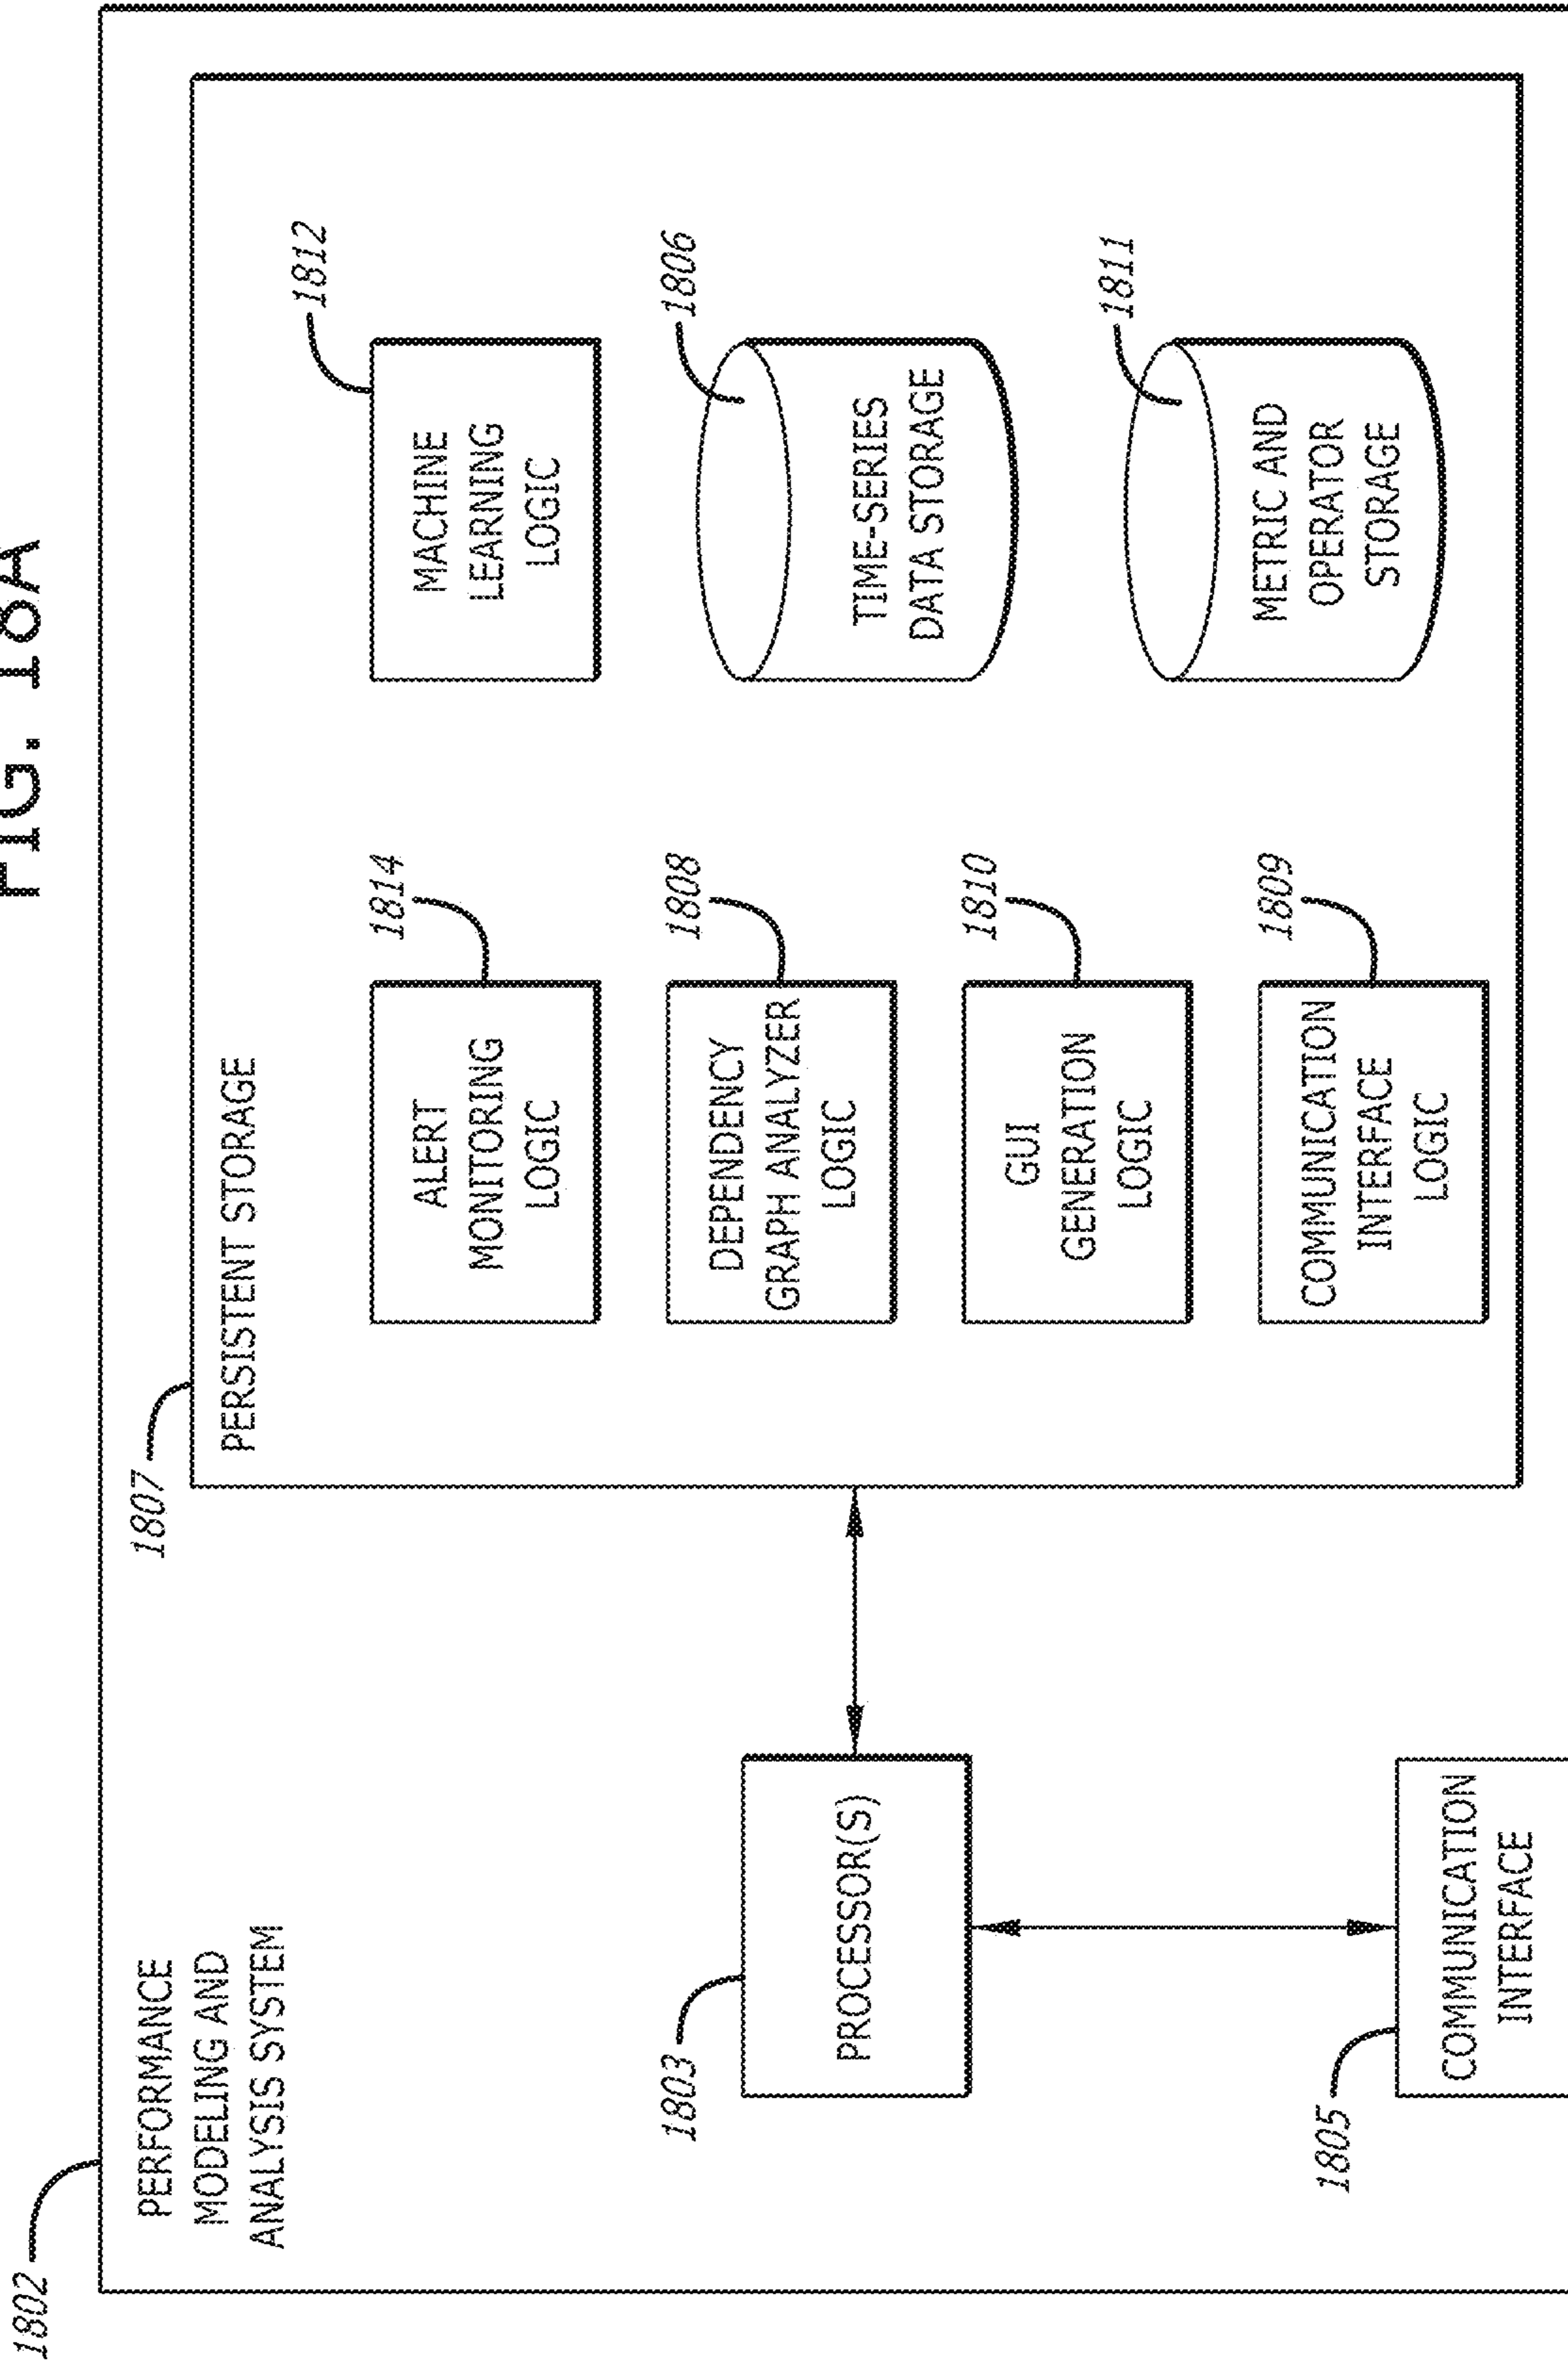 FIG. 18A
1802
PERFORMANCE
MODELING AND
ANALYSIS SYSTEM
1807
PERSISTENT STORAGE
1814
ALERT
MONITORING
LOGIC
1812
MACHINE
LEARNING
LOGIC
1803
PROCESSOR(S)
1808
DEPENDENCY
GRAPH ANALYZER
LOGIC
1806
TIME-SERIES
DATA STORAGE
1810
GUI
GENERATION
LOGIC
1811
METRIC AND
OPERATOR
STORAGE
1809
COMMUNICATION
INTERFACE
LOGIC
1805
COMMUNICATION
INTERFACE